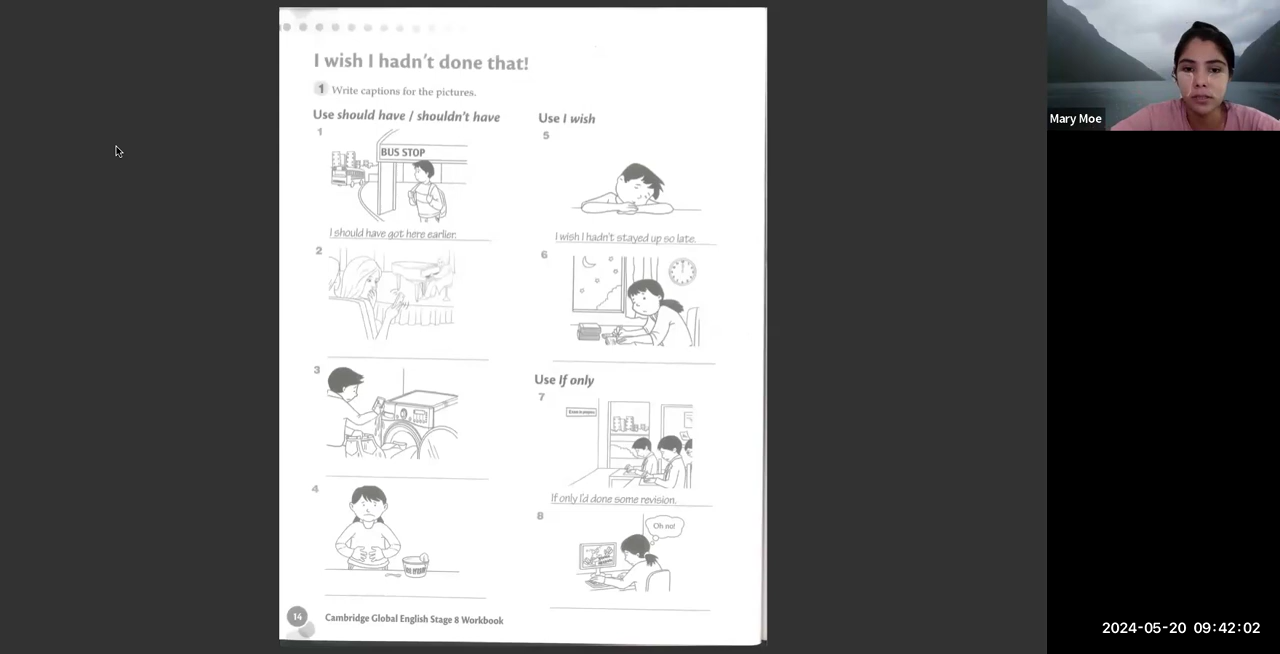 I wish I hadn't done that!
1 Write captions for the pictures.
Use should have / shouldn't have
1
BUS STOP
I should have got here earlier.
2
3
4
14
Cambridge Global English Stage 8 Workbook
Use I wish
5
I wish I hadn't stayed up so late.
6
Use If only
7
If only I'd done some revision.
8
Oh no!
Mary Moe
2024-05-20 09:42:02